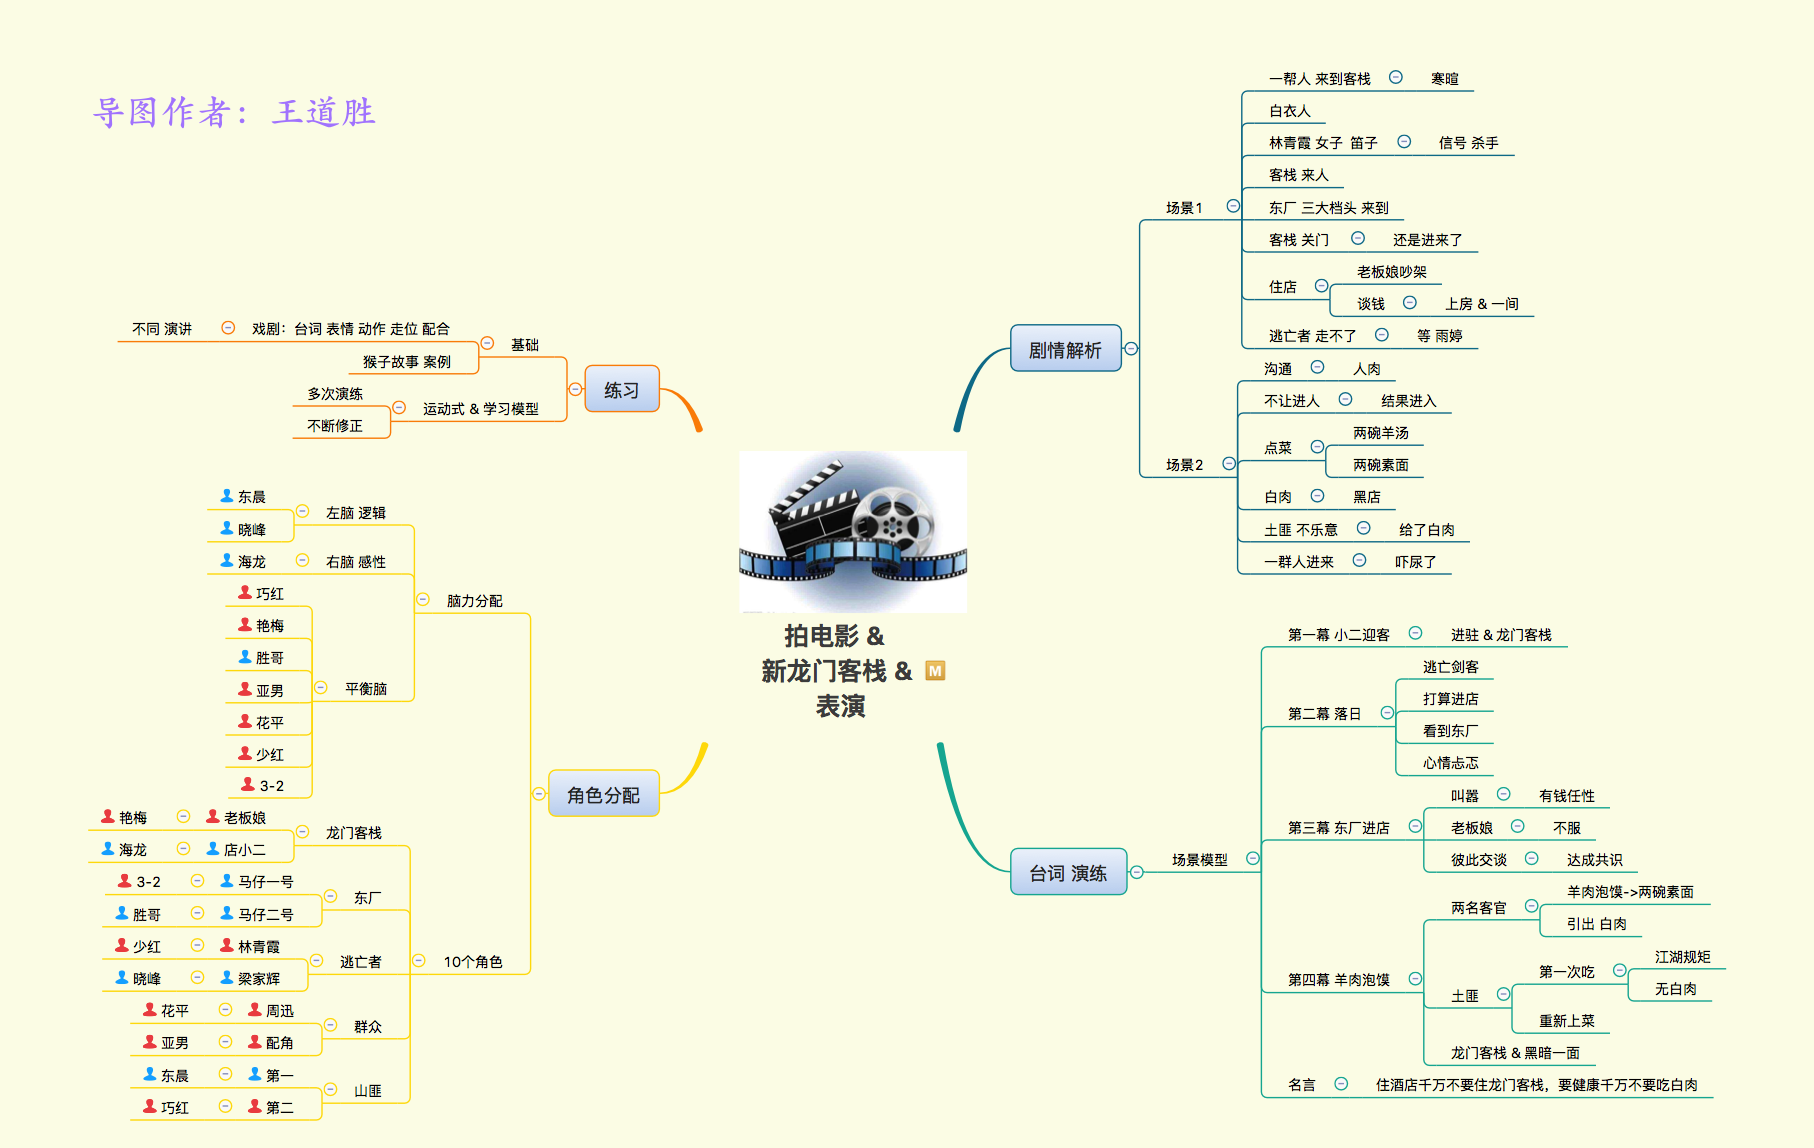 导图作者：王道胜
拍电影 &
新龙门客栈 &
表演
M
剧情解析
场景1
一帮人 来到客栈
寒暄
白衣人
林青霞 女子 笛子
信号 杀手
客栈 来人
东厂 三大档头 来到
客栈 关门
还是进来了
住店
老板娘吵架
谈钱
上房 & 一间
逃亡者 走不了
等 雨婷
场景2
沟通
人肉
不让进人
结果进入
点菜
两碗羊汤
两碗素面
白肉
黑店
土匪 不乐意
给了白肉
一群人进来
吓尿了
台词 演练
场景模型
第一幕 小二迎客
进驻 & 龙门客栈
第二幕 落日
逃亡剑客
打算进店
看到东厂
心情忐忑
第三幕 东厂进店
叫嚣
有钱任性
老板娘
不服
彼此交谈
达成共识
第四幕 羊肉泡馍
两名客官
羊肉泡馍->两碗素面
引出 白肉
土匪
第一次吃
江湖规矩
无白肉
重新上菜
龙门客栈 & 黑暗一面
名言
住酒店千万不要住龙门客栈，要健康千万不要吃白肉
练习
基础
戏剧：台词 表情 动作 走位 配合
不同 演讲
猴子故事 案例
运动式 & 学习模型
多次演练
不断修正
角色分配
脑力分配
左脑 逻辑
东晨
晓峰
右脑 感性
海龙
平衡脑
巧红
艳梅
胜哥
亚男
花平
少红
3-2
10个角色
龙门客栈
老板娘
艳梅
店小二
海龙
东厂
马仔一号
3-2
马仔二号
胜哥
逃亡者
林青霞
少红
梁家辉
晓峰
群众
周迅
花平
配角
亚男
山匪
第一
东晨
第二
巧红